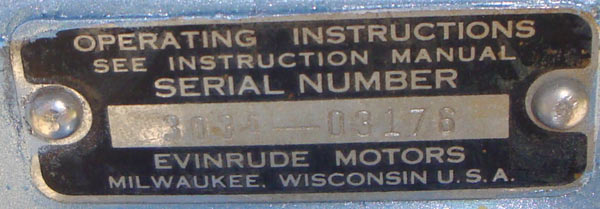 OPERATING INSTRUCTIONS
SEE INSTRUCTION MANUAL
SERIAL NUMBER
3034—03176
EVINRUDE MOTORS
MILWAUKEE, WISCONSIN U.S.A.